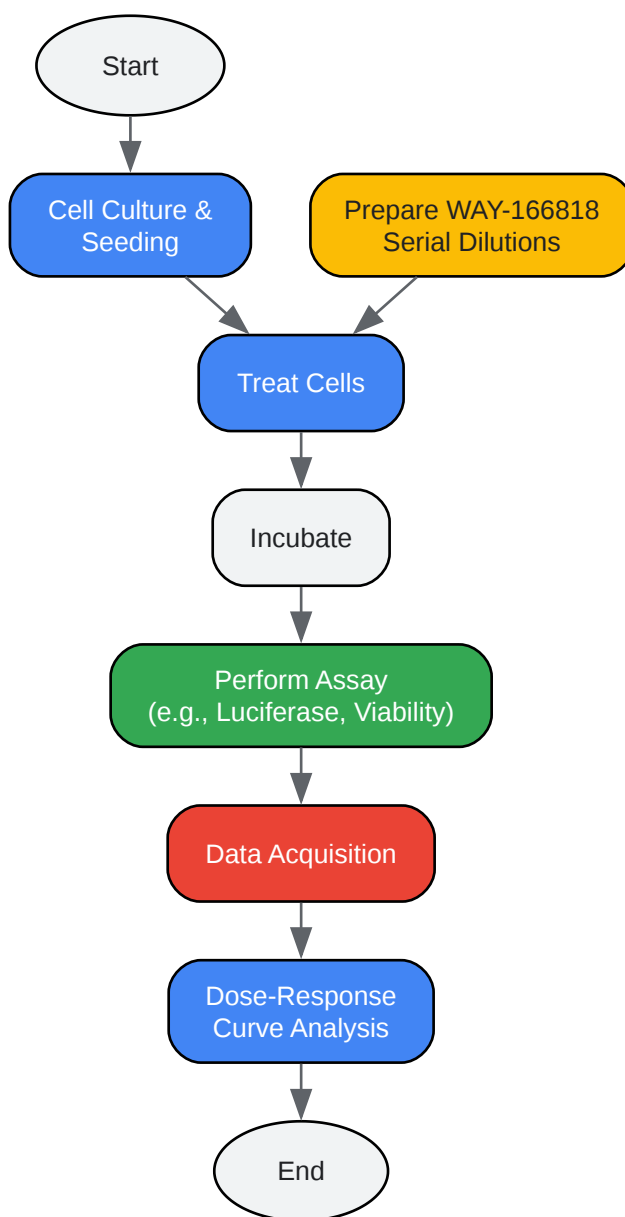 Start
Cell Culture &
Seeding
Prepare WAY-166818
Serial Dilutions
Treat Cells
Incubate
Perform Assay
(e.g., Luciferase, Viability)
Data Acquisition
Dose-Response
Curve Analysis
End